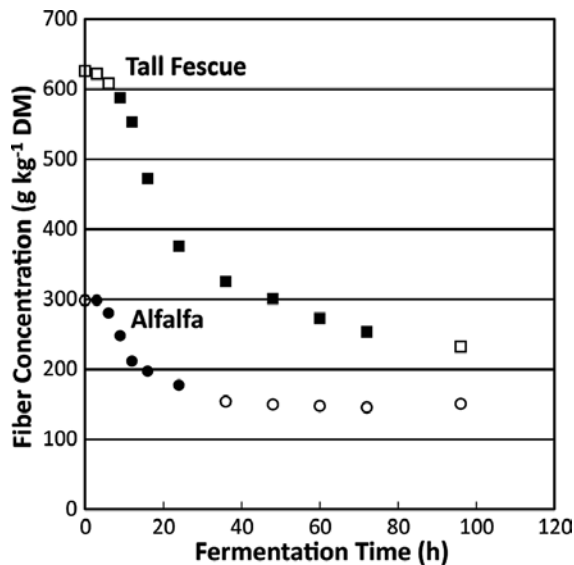 700
600
500
400
300
200
100
0
Fiber Concentration (g kg⁻¹ DM)
Tall Fescue
Alfalfa
0 20 40 60 80 100 120
Fermentation Time (h)